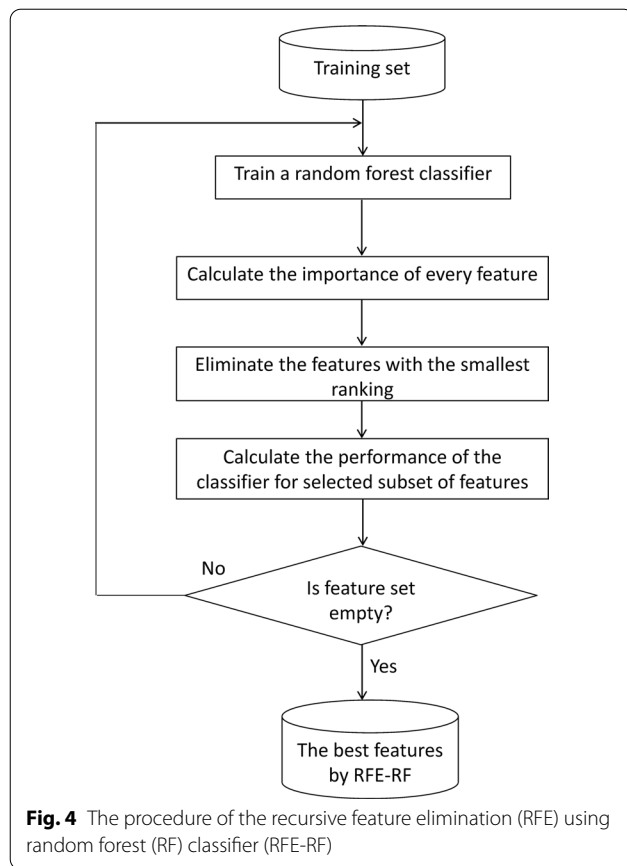 Training set
Train a random forest classifier
Calculate the importance of every feature
Eliminate the features with the smallest
ranking
Calculate the performance of the
classifier for selected subset of features
No
Is feature set
empty?
Yes
The best features
by RFE-RF
Fig. 4 The procedure of the recursive feature elimination (RFE) using
random forest (RF) classifier (RFE-RF)